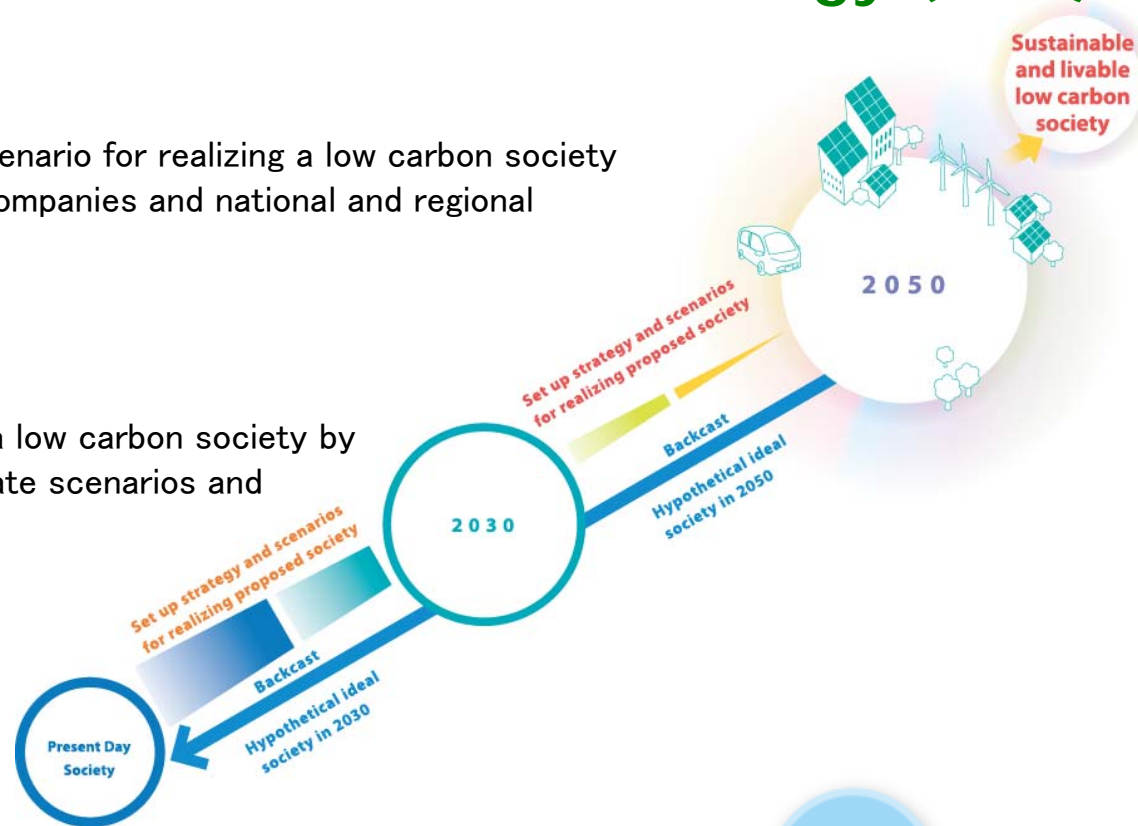 Sustainable
and livable
low carbon
society
enario for realizing a low carbon society
ompanies and national and regional
2050
Set up strategy and scenarios
for realizing proposed society
Backcast
Hypothetical ideal
society in 2050
a low carbon society by
ate scenarios and
2030
Set up strategy and scenarios
for realizing proposed society
Backcast
Hypothetical ideal
society in 2030
Present Day
Society